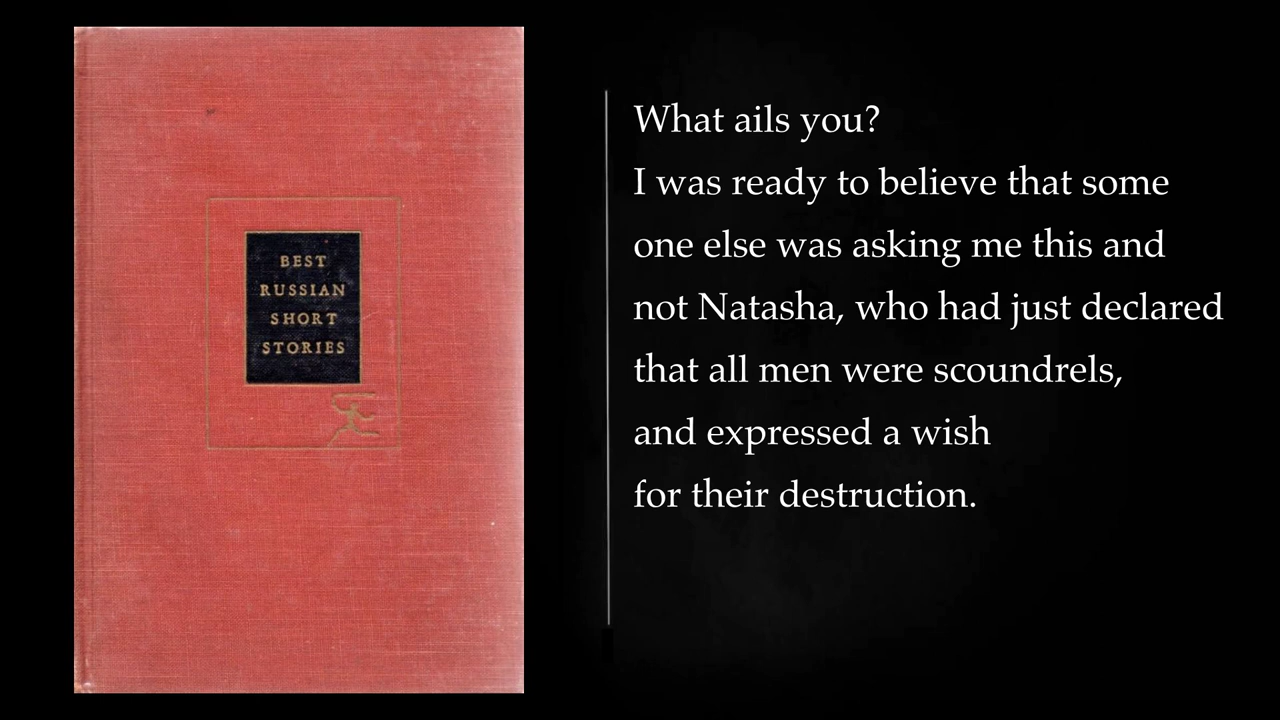 BEST
RUSSIAN
SHORT
STORIES
What ails you?
I was ready to believe that some
one else was asking me this and
not Natasha, who had just declared
that all men were scoundrels,
and expressed a wish
for their destruction.